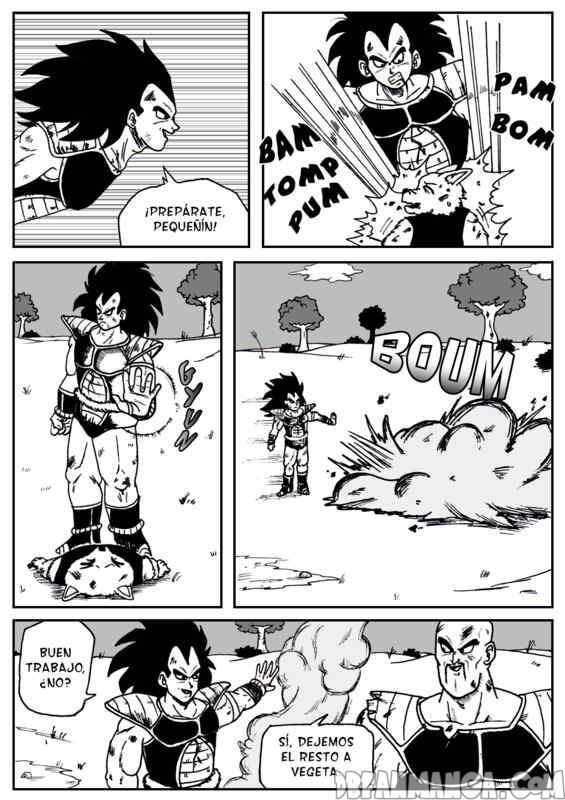 ¡PREPÁRATE,
PEQUEÑÍN!
PAM
BOM
BAM
TOMP
PUM
GYUN
BOUM
BUEN
TRABAJO,
¿NO?
SÍ, DEJEMOS
EL RESTO A
VEGETA
DBFANMANGA.COM